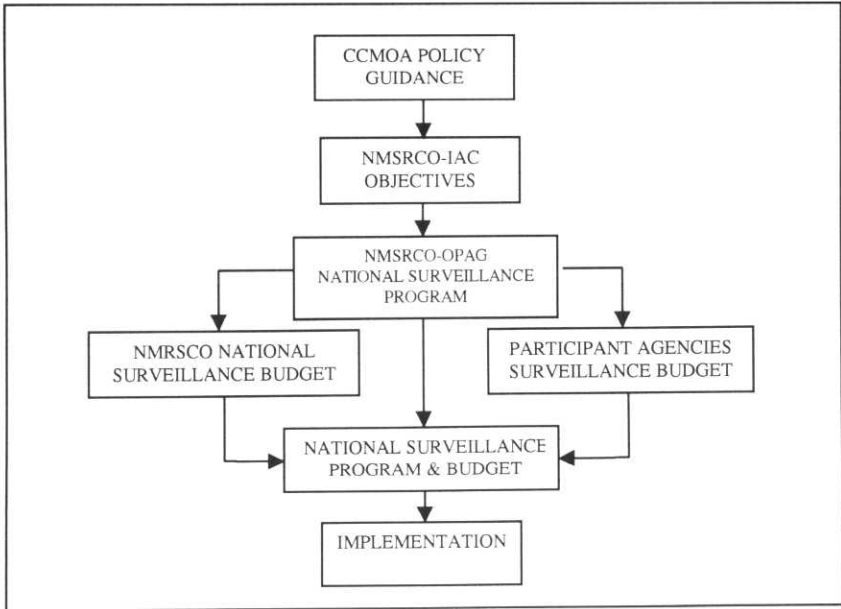 CCMOA POLICY
GUIDANCE
NMSRCO-IAC
OBJECTIVES
NMSRCO-OPAG
NATIONAL SURVEILLANCE
PROGRAM
NMRSCO NATIONAL
SURVEILLANCE BUDGET
PARTICIPANT AGENCIES
SURVEILLANCE BUDGET
NATIONAL SURVEILLANCE
PROGRAM & BUDGET
IMPLEMENTATION